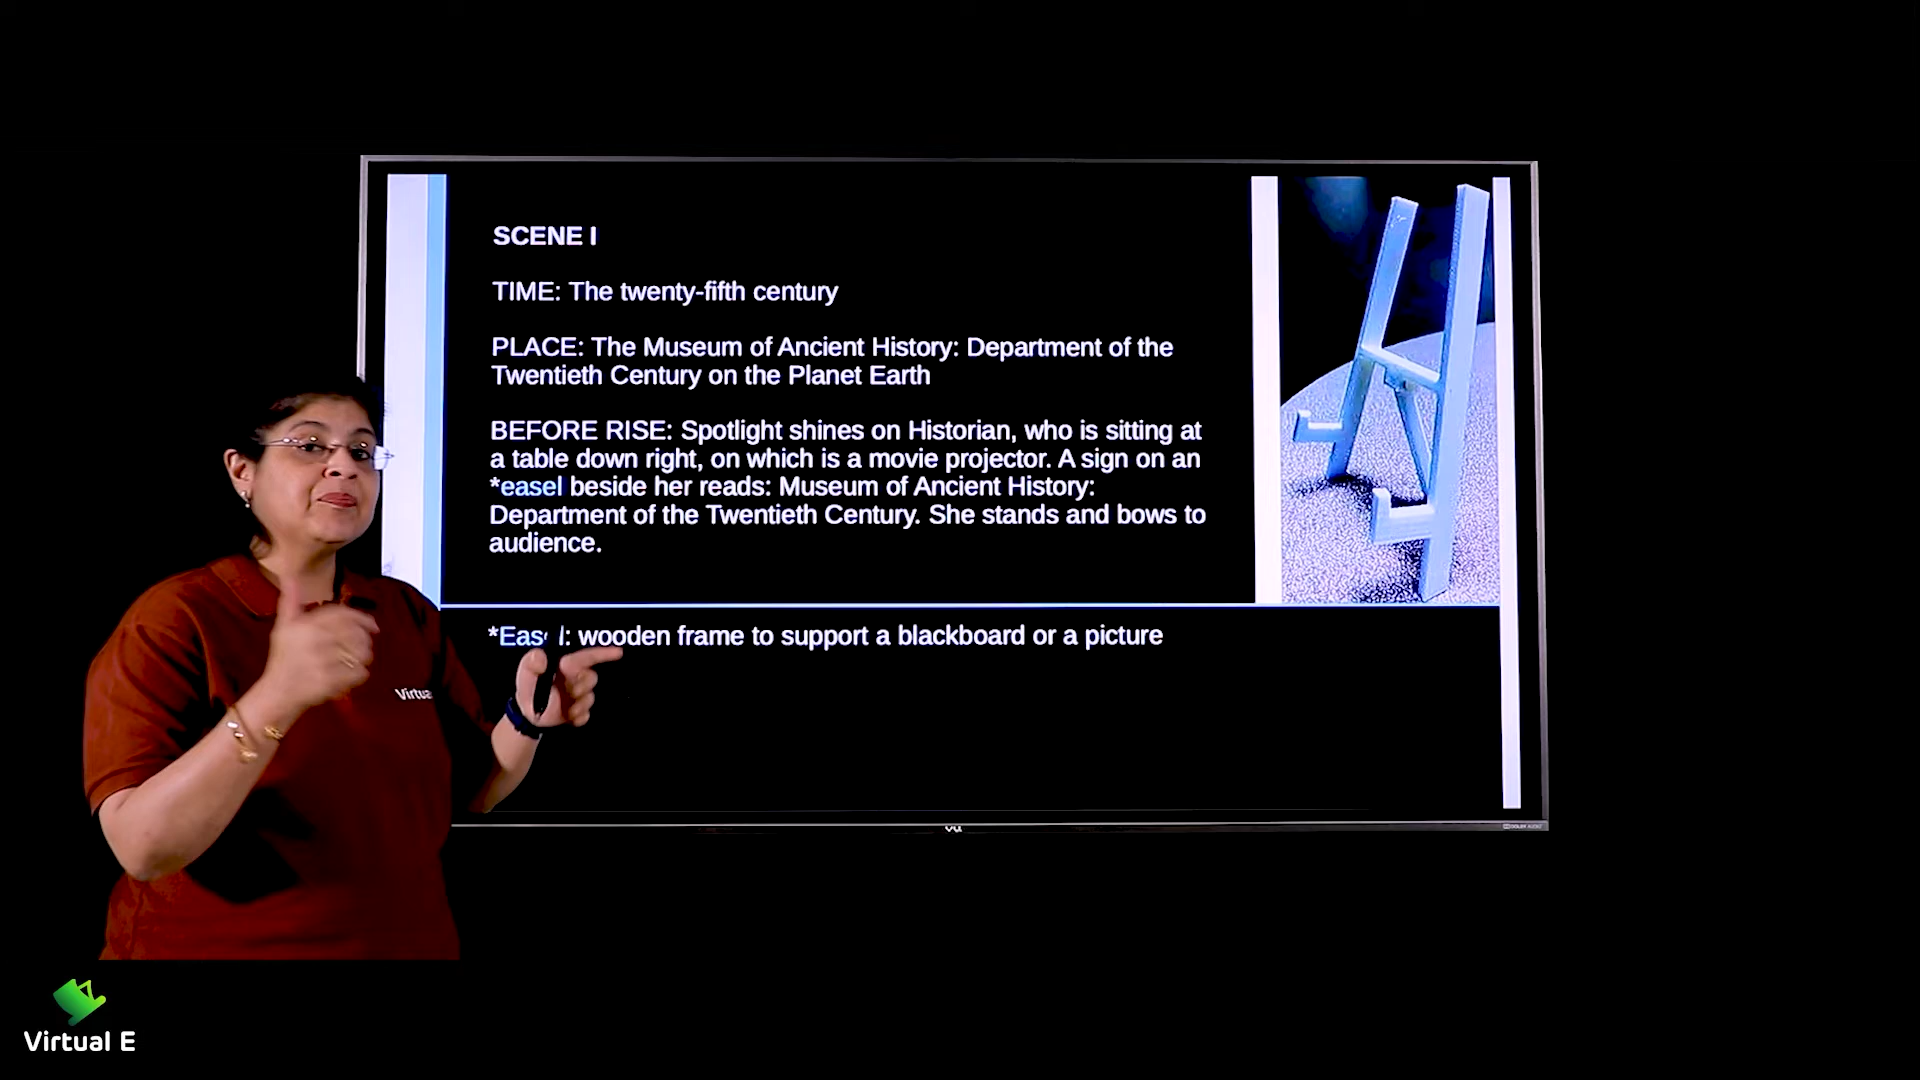 SCENE I
TIME: The twenty-fifth century
PLACE: The Museum of Ancient History: Department of the
Twentieth Century on the Planet Earth
BEFORE RISE: Spotlight shines on Historian, who is sitting at
a table down right, on which is a movie projector. A sign on an
*easel beside her reads: Museum of Ancient History:
Department of the Twentieth Century. She stands and bows to
audience.
*Easel: wooden frame to support a blackboard or a picture
Virtua
Vu
Virtual E